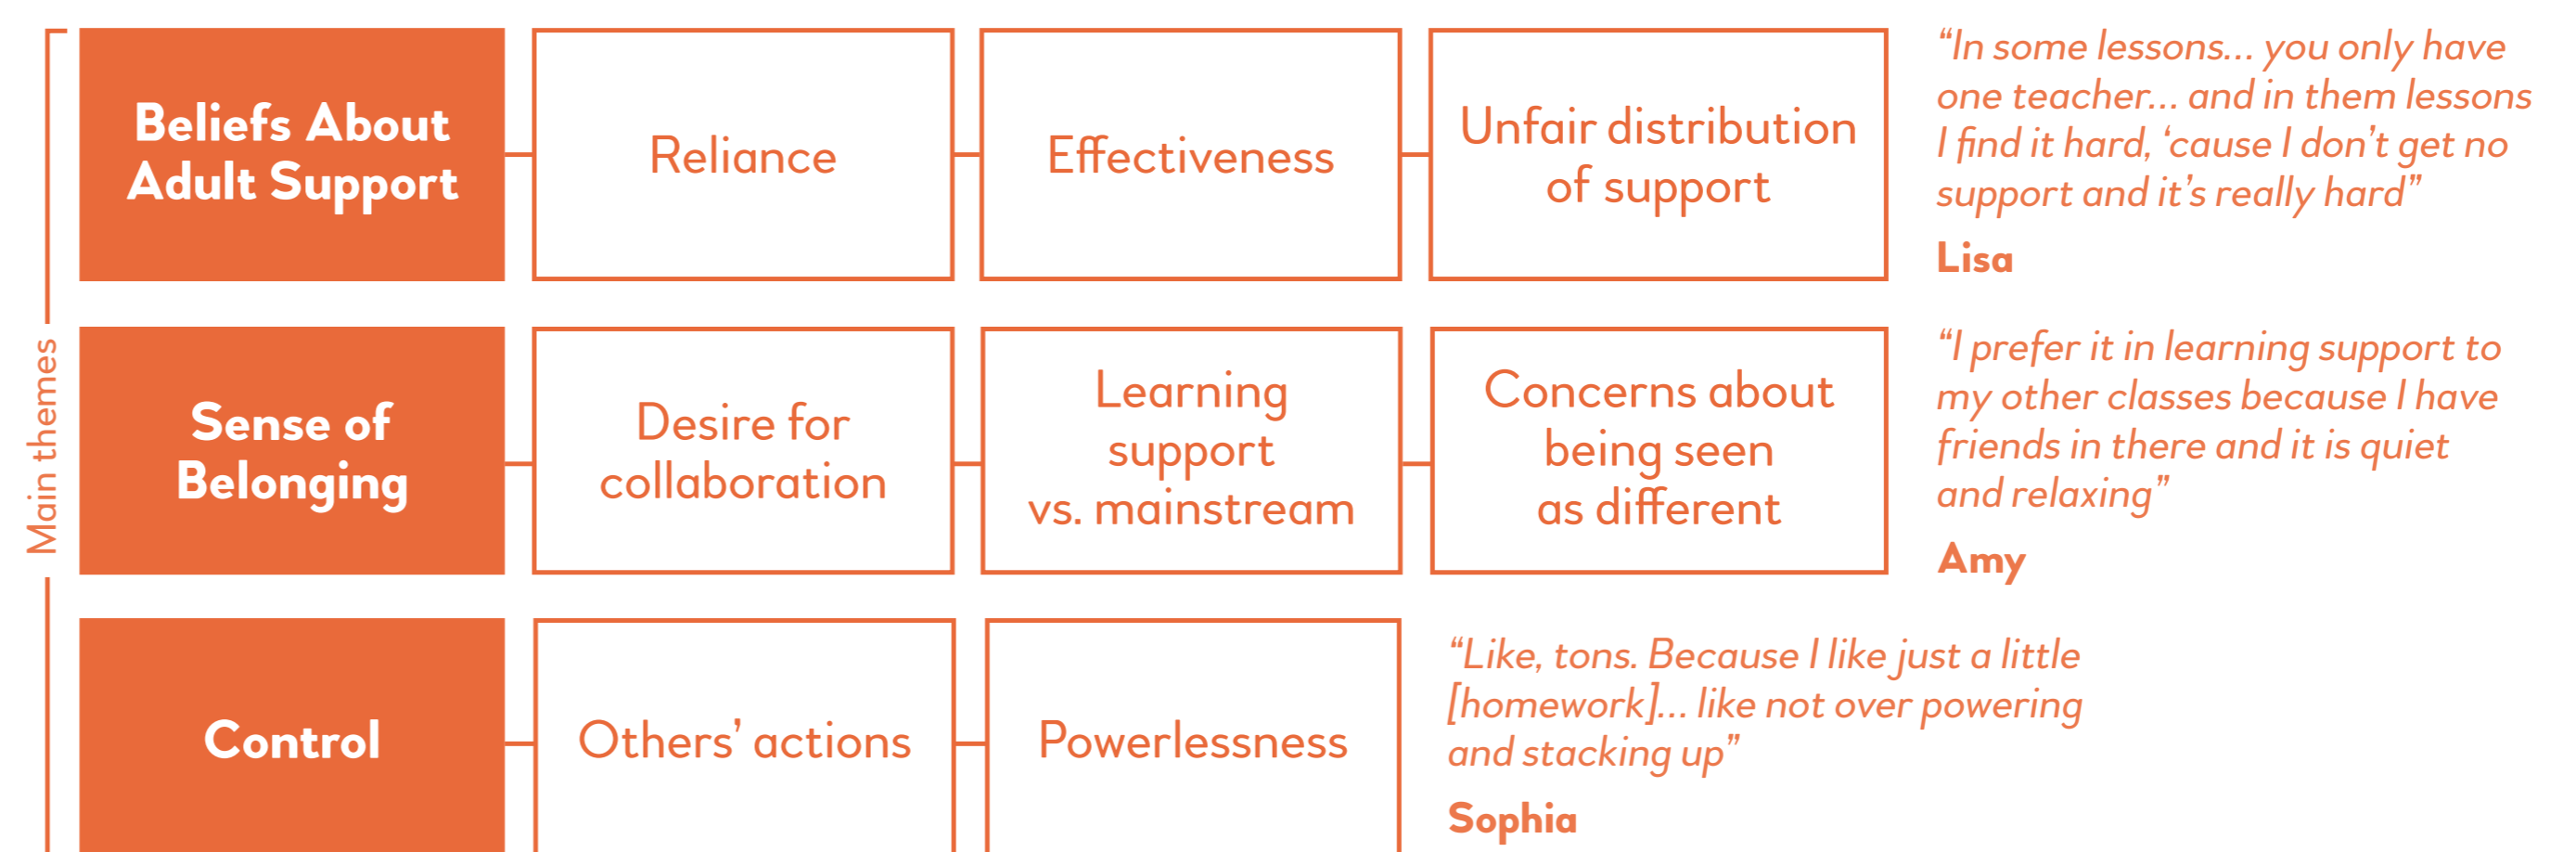 Main themes
Beliefs About
Adult Support
Reliance
Effectiveness
Unfair distribution
of support
“In some lessons... you only have
one teacher... and in them lessons
I find it hard, ‘cause I don’t get no
support and it’s really hard”
Lisa
Sense of
Belonging
Desire for
collaboration
Learning
support
vs. mainstream
Concerns about
being seen
as different
“I prefer it in learning support to
my other classes because I have
friends in there and it is quiet
and relaxing”
Amy
Control
Others’ actions
Powerlessness
“Like, tons. Because I like just a little
[homework]... like not over powering
and stacking up”
Sophia